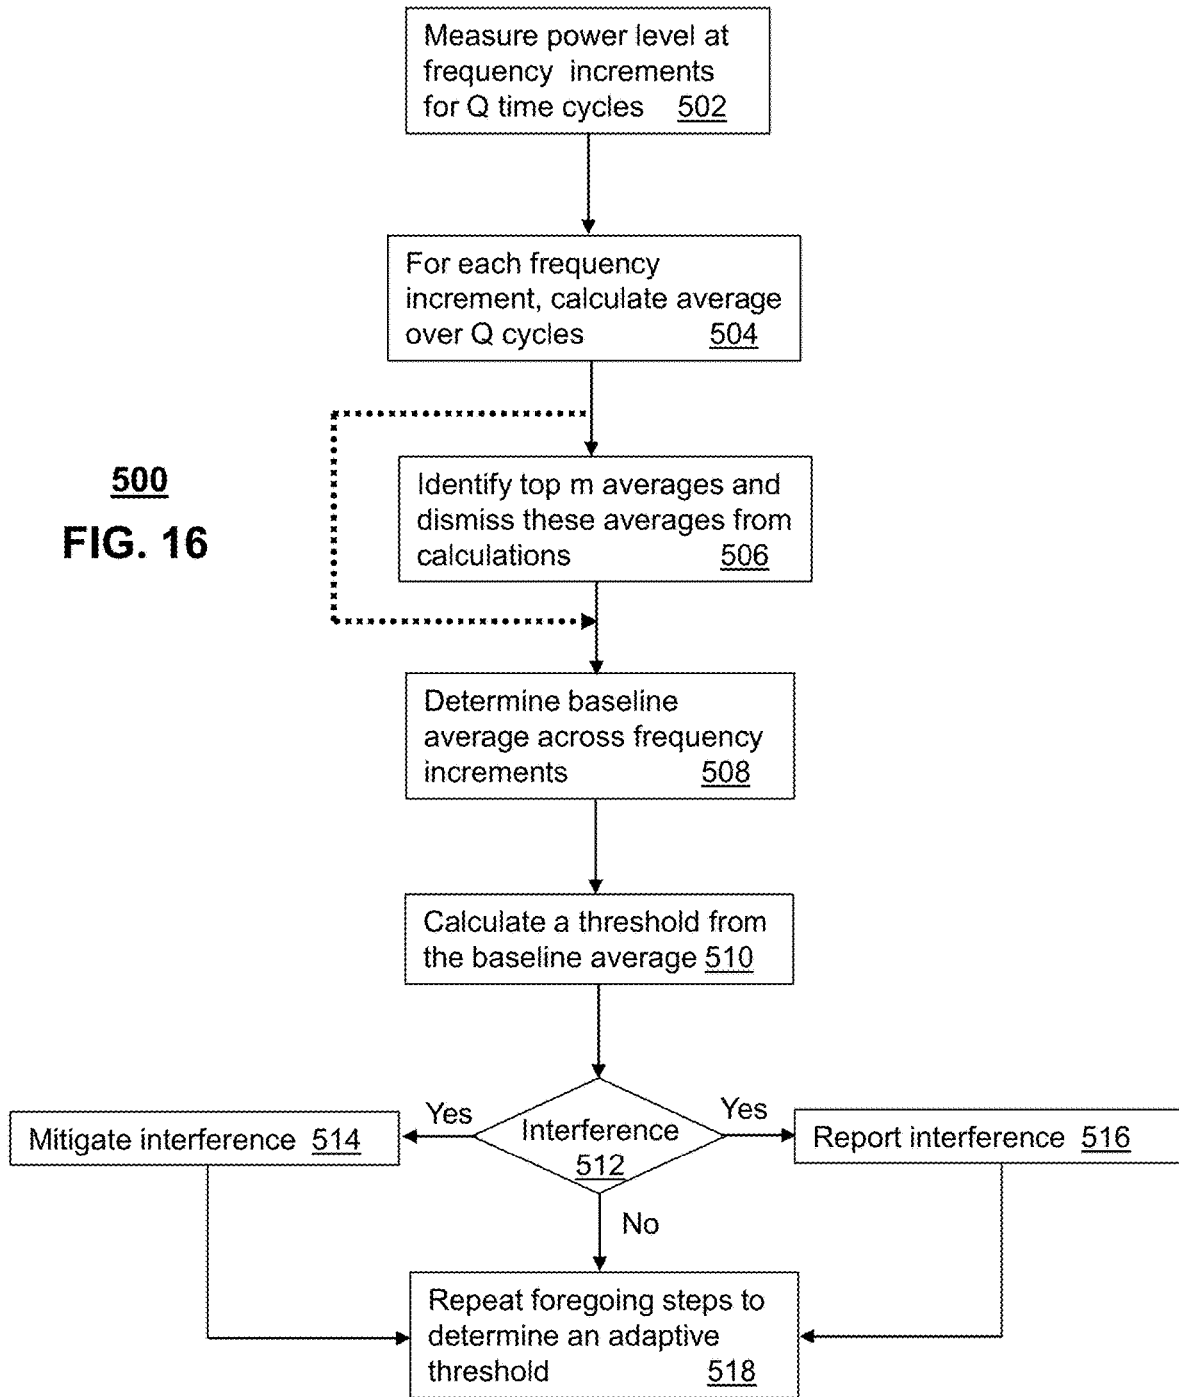 Measure power level at
frequency increments
for Q time cycles 502
For each frequency
increment, calculate average
over Q cycles 504
500
FIG. 16
Identify top m averages and
dismiss these averages from
calculations 506
Determine baseline
average across frequency
increments 508
Calculate a threshold from
the baseline average 510
Yes
Yes
Mitigate interference 514
Interference
512
Report interference 516
No
Repeat foregoing steps to
determine an adaptive
threshold 518